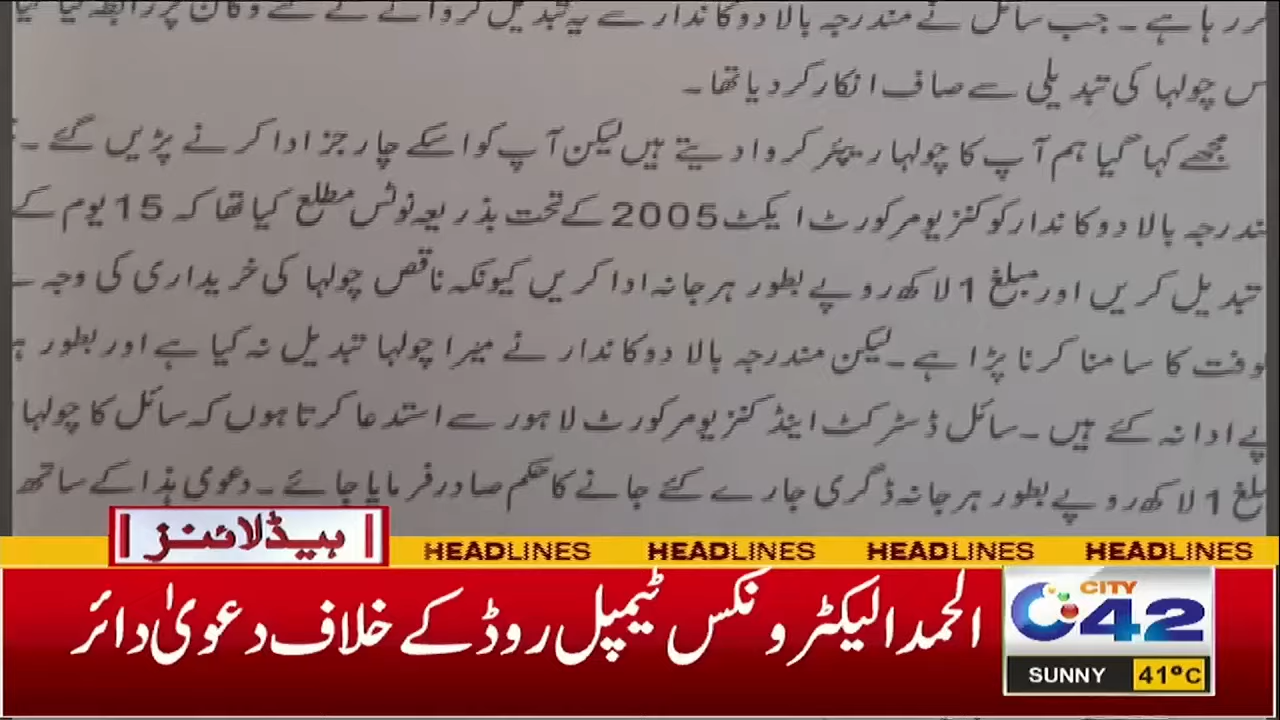 کر رہا ہے۔ جب سائل نے مندرجہ بالا دوکاندار سے یہ تبدیل کروانے کے لئے دکان پر رابطہ کیا
چولہا کی تبدیلی سے صاف انکار کر دیا تھا۔
مجھے کہا گیا ہم آپ کا چولہا ریپئر کروا دیتے ہیں لیکن آپ کو اسکے چارجز ادا کرنے پڑیں گے۔
مندرجہ بالا دوکاندار کو کنزیومر کورٹ ایکٹ 2005 کے تحت بذریعہ نوٹس مطلع کیا تھا کہ 15 یوم کے
تبدیل کریں اور مبلغ 1 لاکھ روپے بطور ہرجانہ ادا کریں کیونکہ ناقص چولہا کی خریداری کی وجہ
کوفت کا سامنا کرنا پڑا ہے۔ لیکن مندرجہ بالا دوکاندار نے میرا چولہا تبدیل نہ کیا ہے اور بطور
ادا نہ کئے ہیں۔ سائل ڈسٹرکٹ اینڈ کنزیومر کورٹ لاہور سے استدعا کرتا ہوں کہ سائل کا چولہا
مبلغ 1 لاکھ روپے بطور ہرجانہ ڈگری جارے کئے جانے کا حکم صادر فرمایا جائے۔ دعوی ہذا کے ساتھ
ہیڈلائنز
HEADLINES HEADLINES HEADLINES HEADLINES
الحمد الیکٹرونکس ٹیمپل روڈ کے خلاف دعویٰ دائر
CITY
42
SUNNY 41°C